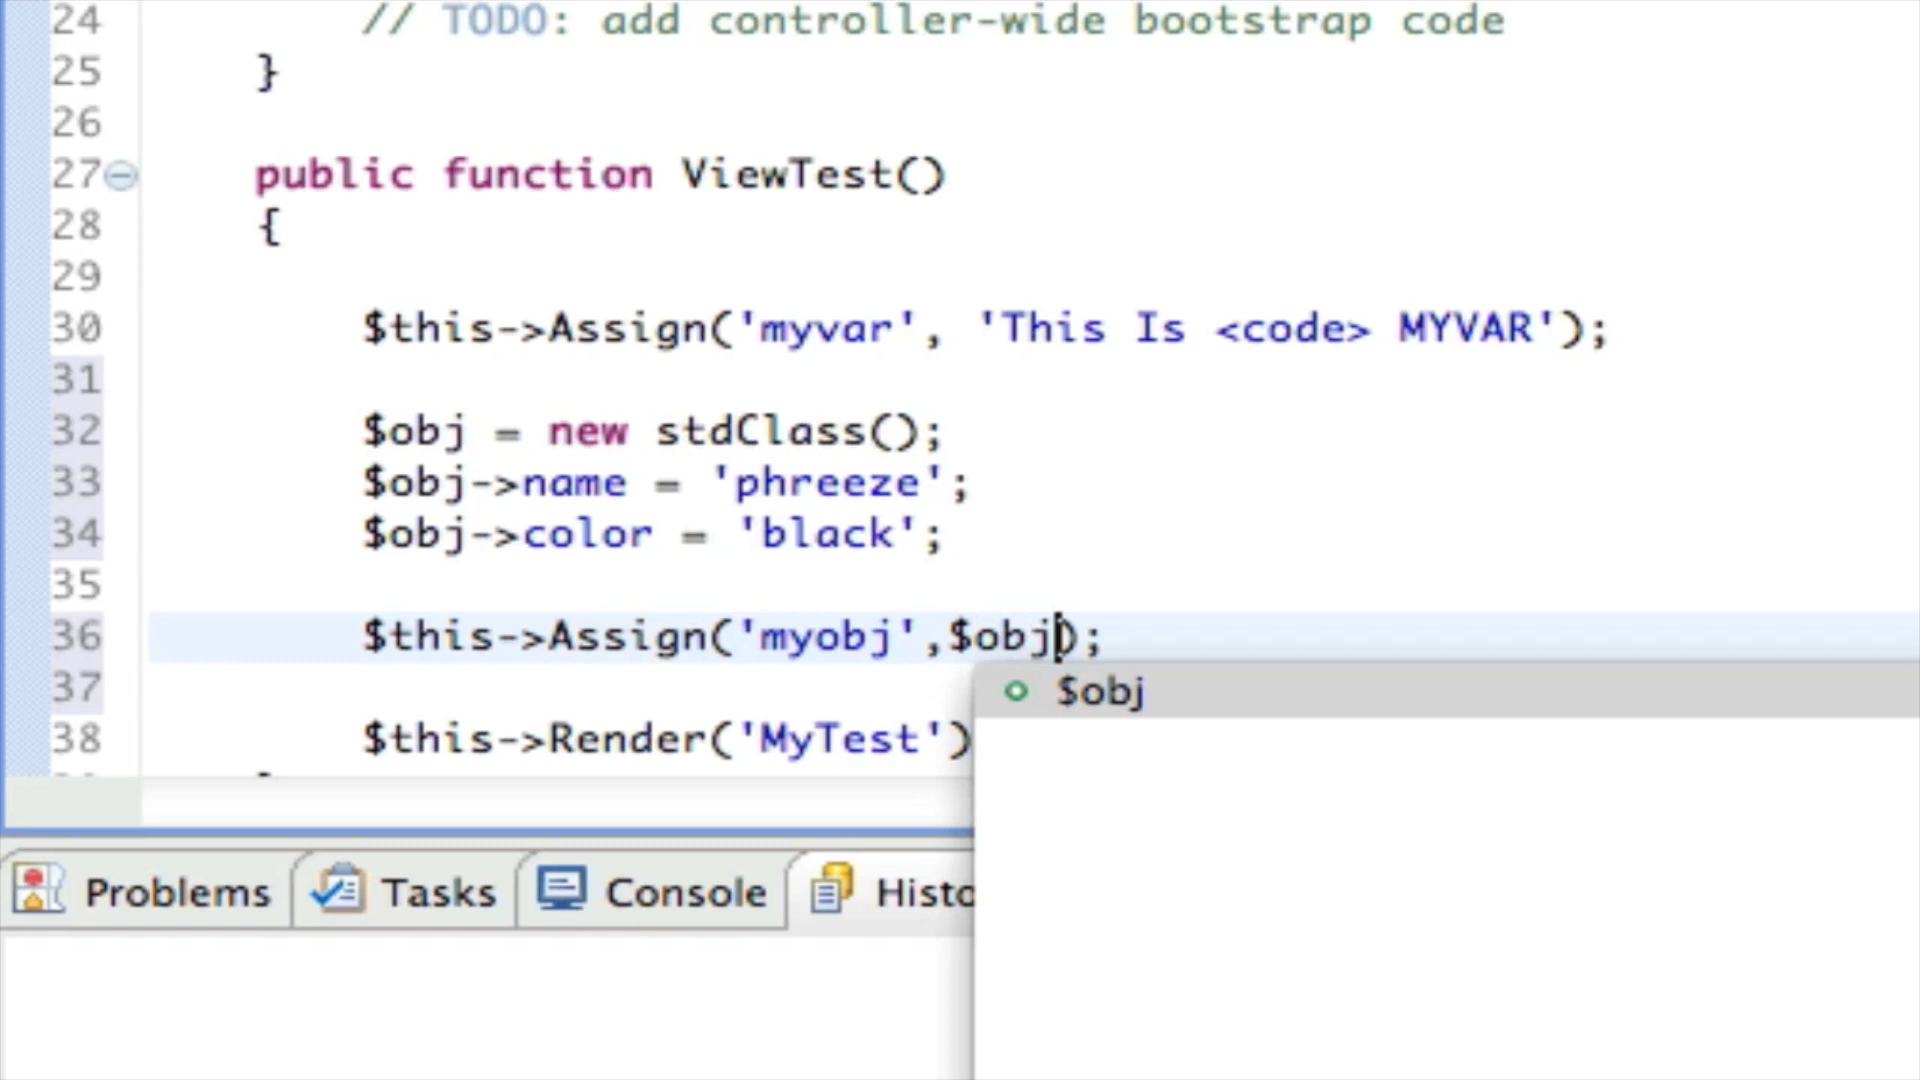 24 // TODO: add controller-wide bootstrap code
25 }
26
27 public function ViewTest()
28 {
29
30 $this->Assign('myvar', 'This Is <code> MYVAR');
31
32 $obj = new stdClass();
33 $obj->name = 'phreeze';
34 $obj->color = 'black';
35
36 $this->Assign('myobj',$obj);
37 $obj
38 $this->Render('MyTest')
Problems Tasks Console Histo